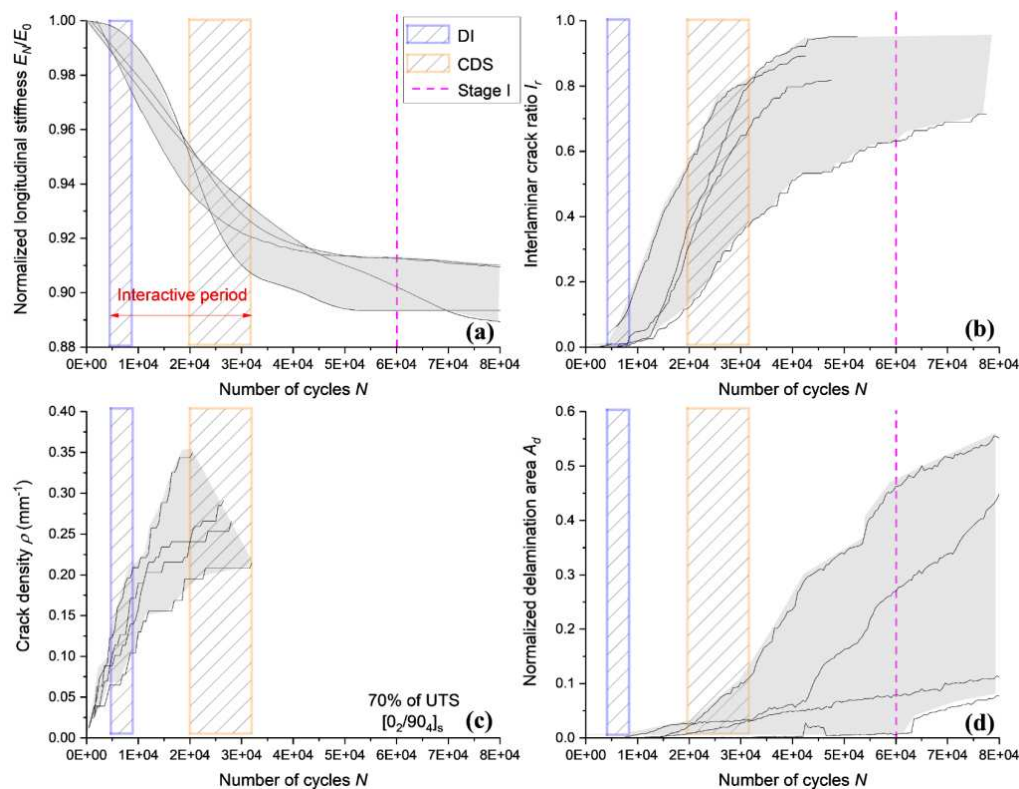 Normalized longitudinal stiffness E_N/E_0
1.00
0.98
0.96
0.94
0.92
0.90
0.88
DI
CDS
Stage I
Interactive period
(a)
0E+00 1E+04 2E+04 3E+04 4E+04 5E+04 6E+04 7E+04 8E+04
Number of cycles N
Interlaminar crack ratio I_r
1.0
0.8
0.6
0.4
0.2
0.0
(b)
0E+00 1E+04 2E+04 3E+04 4E+04 5E+04 6E+04 7E+04 8E+04
Number of cycles N
Crack density ρ (mm⁻¹)
0.40
0.35
0.30
0.25
0.20
0.15
0.10
0.05
0.00
70% of UTS
[0₂/90₄]ₛ
(c)
0E+00 1E+04 2E+04 3E+04 4E+04 5E+04 6E+04 7E+04 8E+04
Number of cycles N
Normalized delamination area A_d
0.6
0.5
0.4
0.3
0.2
0.1
0.0
(d)
0E+00 1E+04 2E+04 3E+04 4E+04 5E+04 6E+04 7E+04 8E+04
Number of cycles N